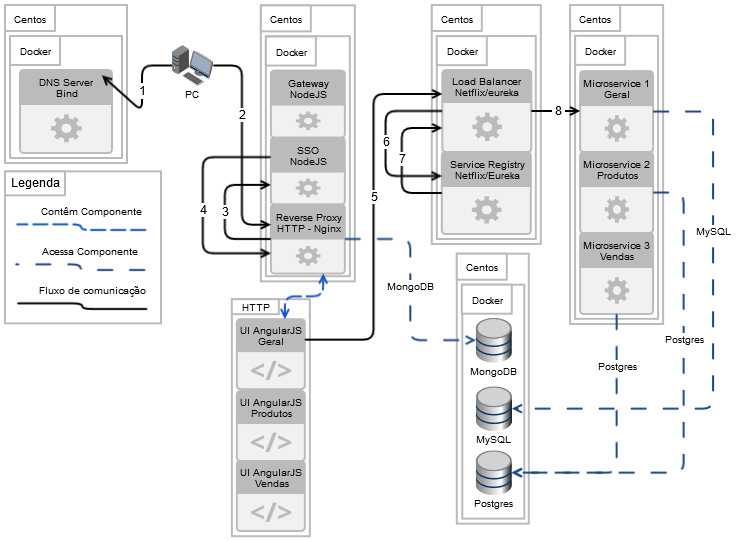 Centos
Docker
DNS Server
Bind
1
PC
2
Centos
Docker
Gateway
NodeJS
SSO
NodeJS
Reverse Proxy
HTTP - Nginx
3
4
5
Centos
Docker
Load Balancer
Netflix/eureka
Service Registry
Netflix/Eureka
6
7
8
Centos
Docker
Microservice 1
Geral
Microservice 2
Produtos
Microservice 3
Vendas
Legenda
Contêm Componente
Acessa Componente
Fluxo de comunicação
HTTP
UI AngularJS
Geral
</>
UI AngularJS
Produtos
</>
UI AngularJS
Vendas
</>
MongoDB
MySQL
Postgres
Postgres
Centos
Docker
MongoDB
MySQL
Postgres